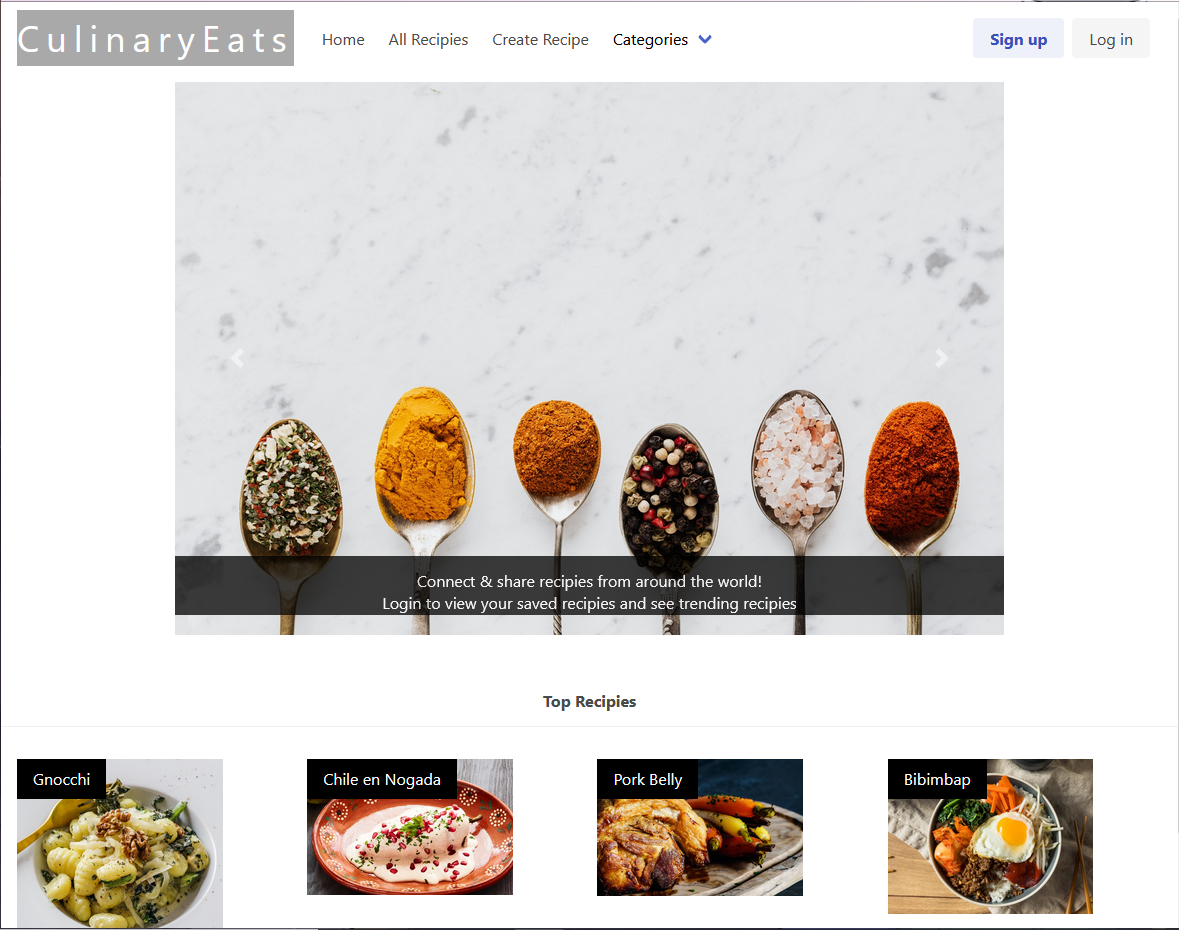 CulinaryEats
Home
All Recipies
Create Recipe
Categories
Sign up
Log in
Connect & share recipies from around the world!
Login to view your saved recipies and see trending recipies
Top Recipies
Gnocchi
Chile en Nogada
Pork Belly
Bibimbap